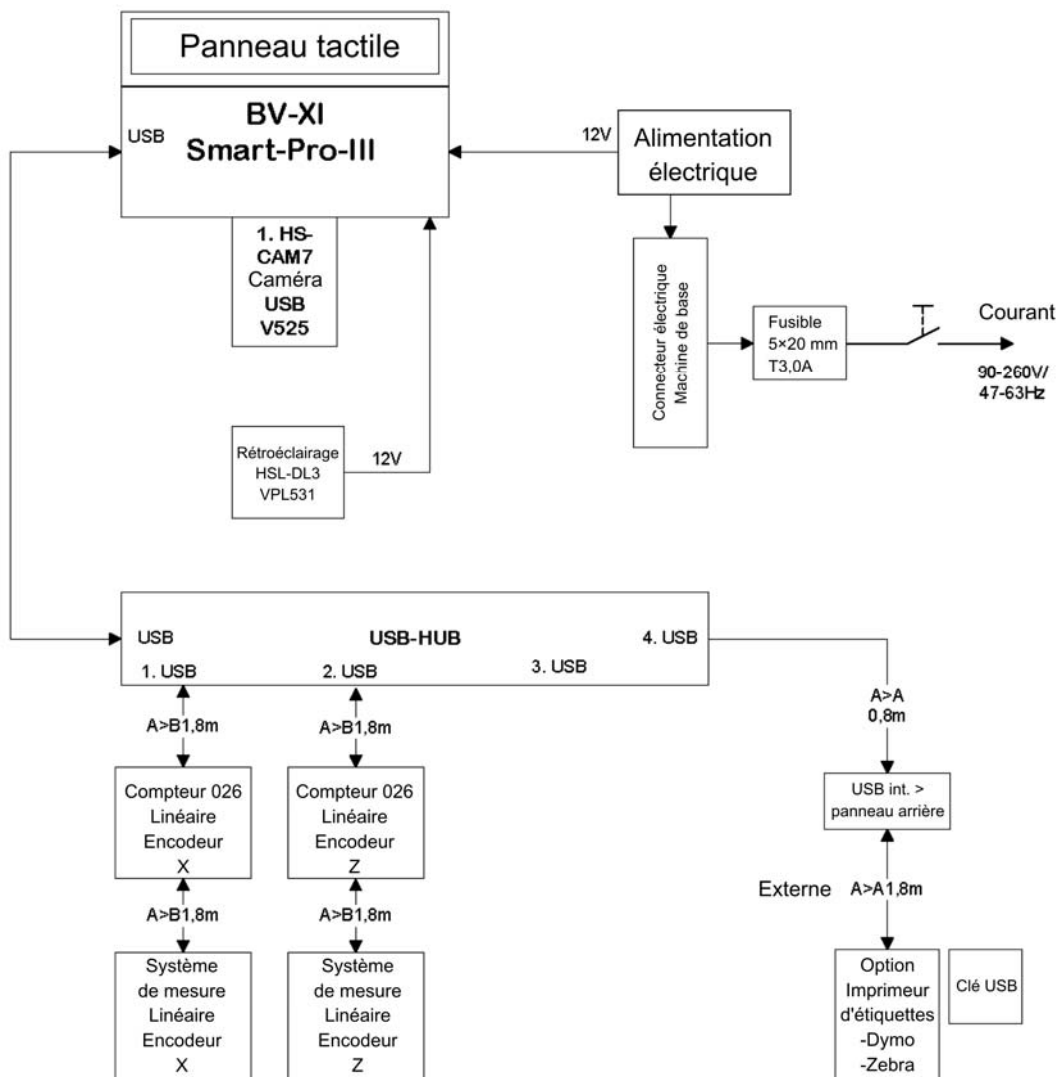 Panneau tactile
BV-XI
Smart-Pro-III
USB
12V
Alimentation
électrique
1. HS-
CAM7
Caméra
USB
V525
Connecteur électrique
Machine de base
Fusible
5×20 mm
T3,0A
Courant
90-260V/
47-63Hz
Rétroéclairage
HSL-DL3
VPL531
12V
USB
USB-HUB
4. USB
1. USB
2. USB
3. USB
A>B1,8m
A>B1,8m
A>A
0,8m
Compteur 026
Linéaire
Encodeur
X
Compteur 026
Linéaire
Encodeur
Z
USB int. >
panneau arrière
A>B1,8m
A>B1,8m
Externe
A>A1,8m
Système
de mesure
Linéaire
Encodeur
X
Système
de mesure
Linéaire
Encodeur
Z
Option
Imprimeur
d'étiquettes
-Dymo
-Zebra
Clé USB